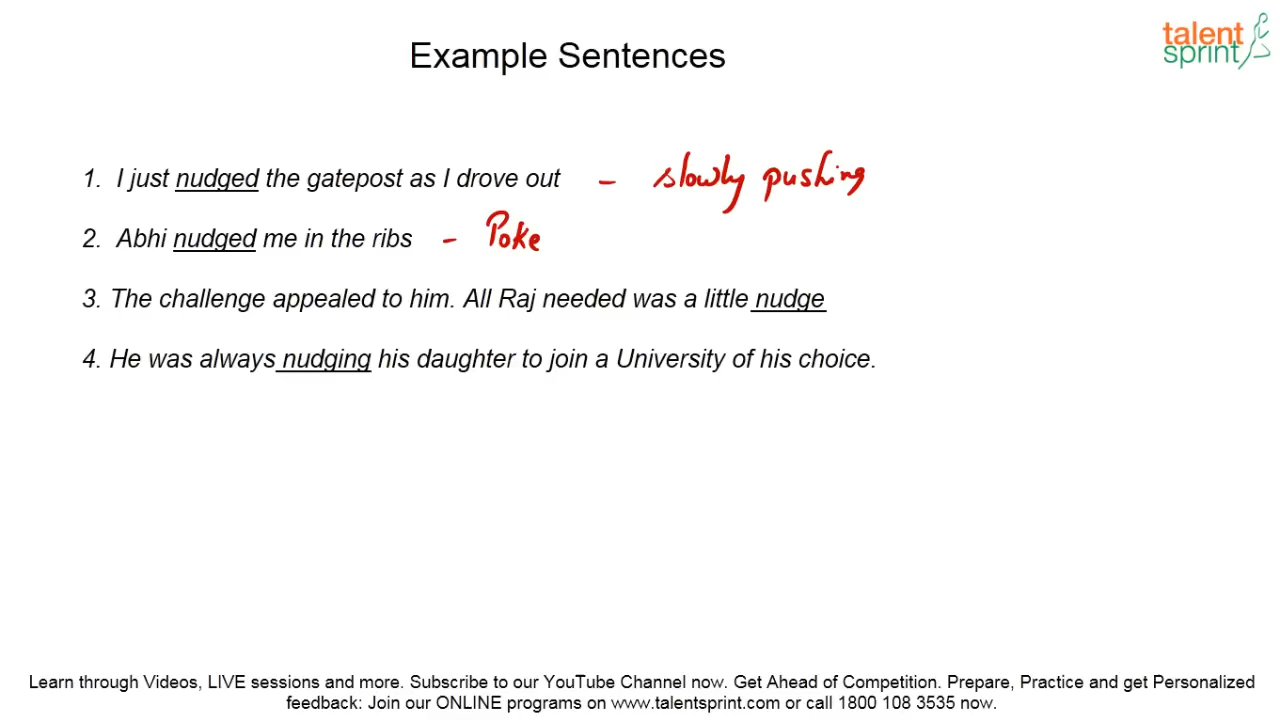 talent
sprint
Example Sentences
1. I just nudged the gatepost as I drove out - slowly pushing
2. Abhi nudged me in the ribs - Poke
3. The challenge appealed to him. All Raj needed was a little nudge
4. He was always nudging his daughter to join a University of his choice.
Learn through Videos, LIVE sessions and more. Subscribe to our YouTube Channel now. Get Ahead of Competition. Prepare, Practice and get Personalized
feedback: Join our ONLINE programs on www.talentsprint.com or call 1800 108 3535 now.